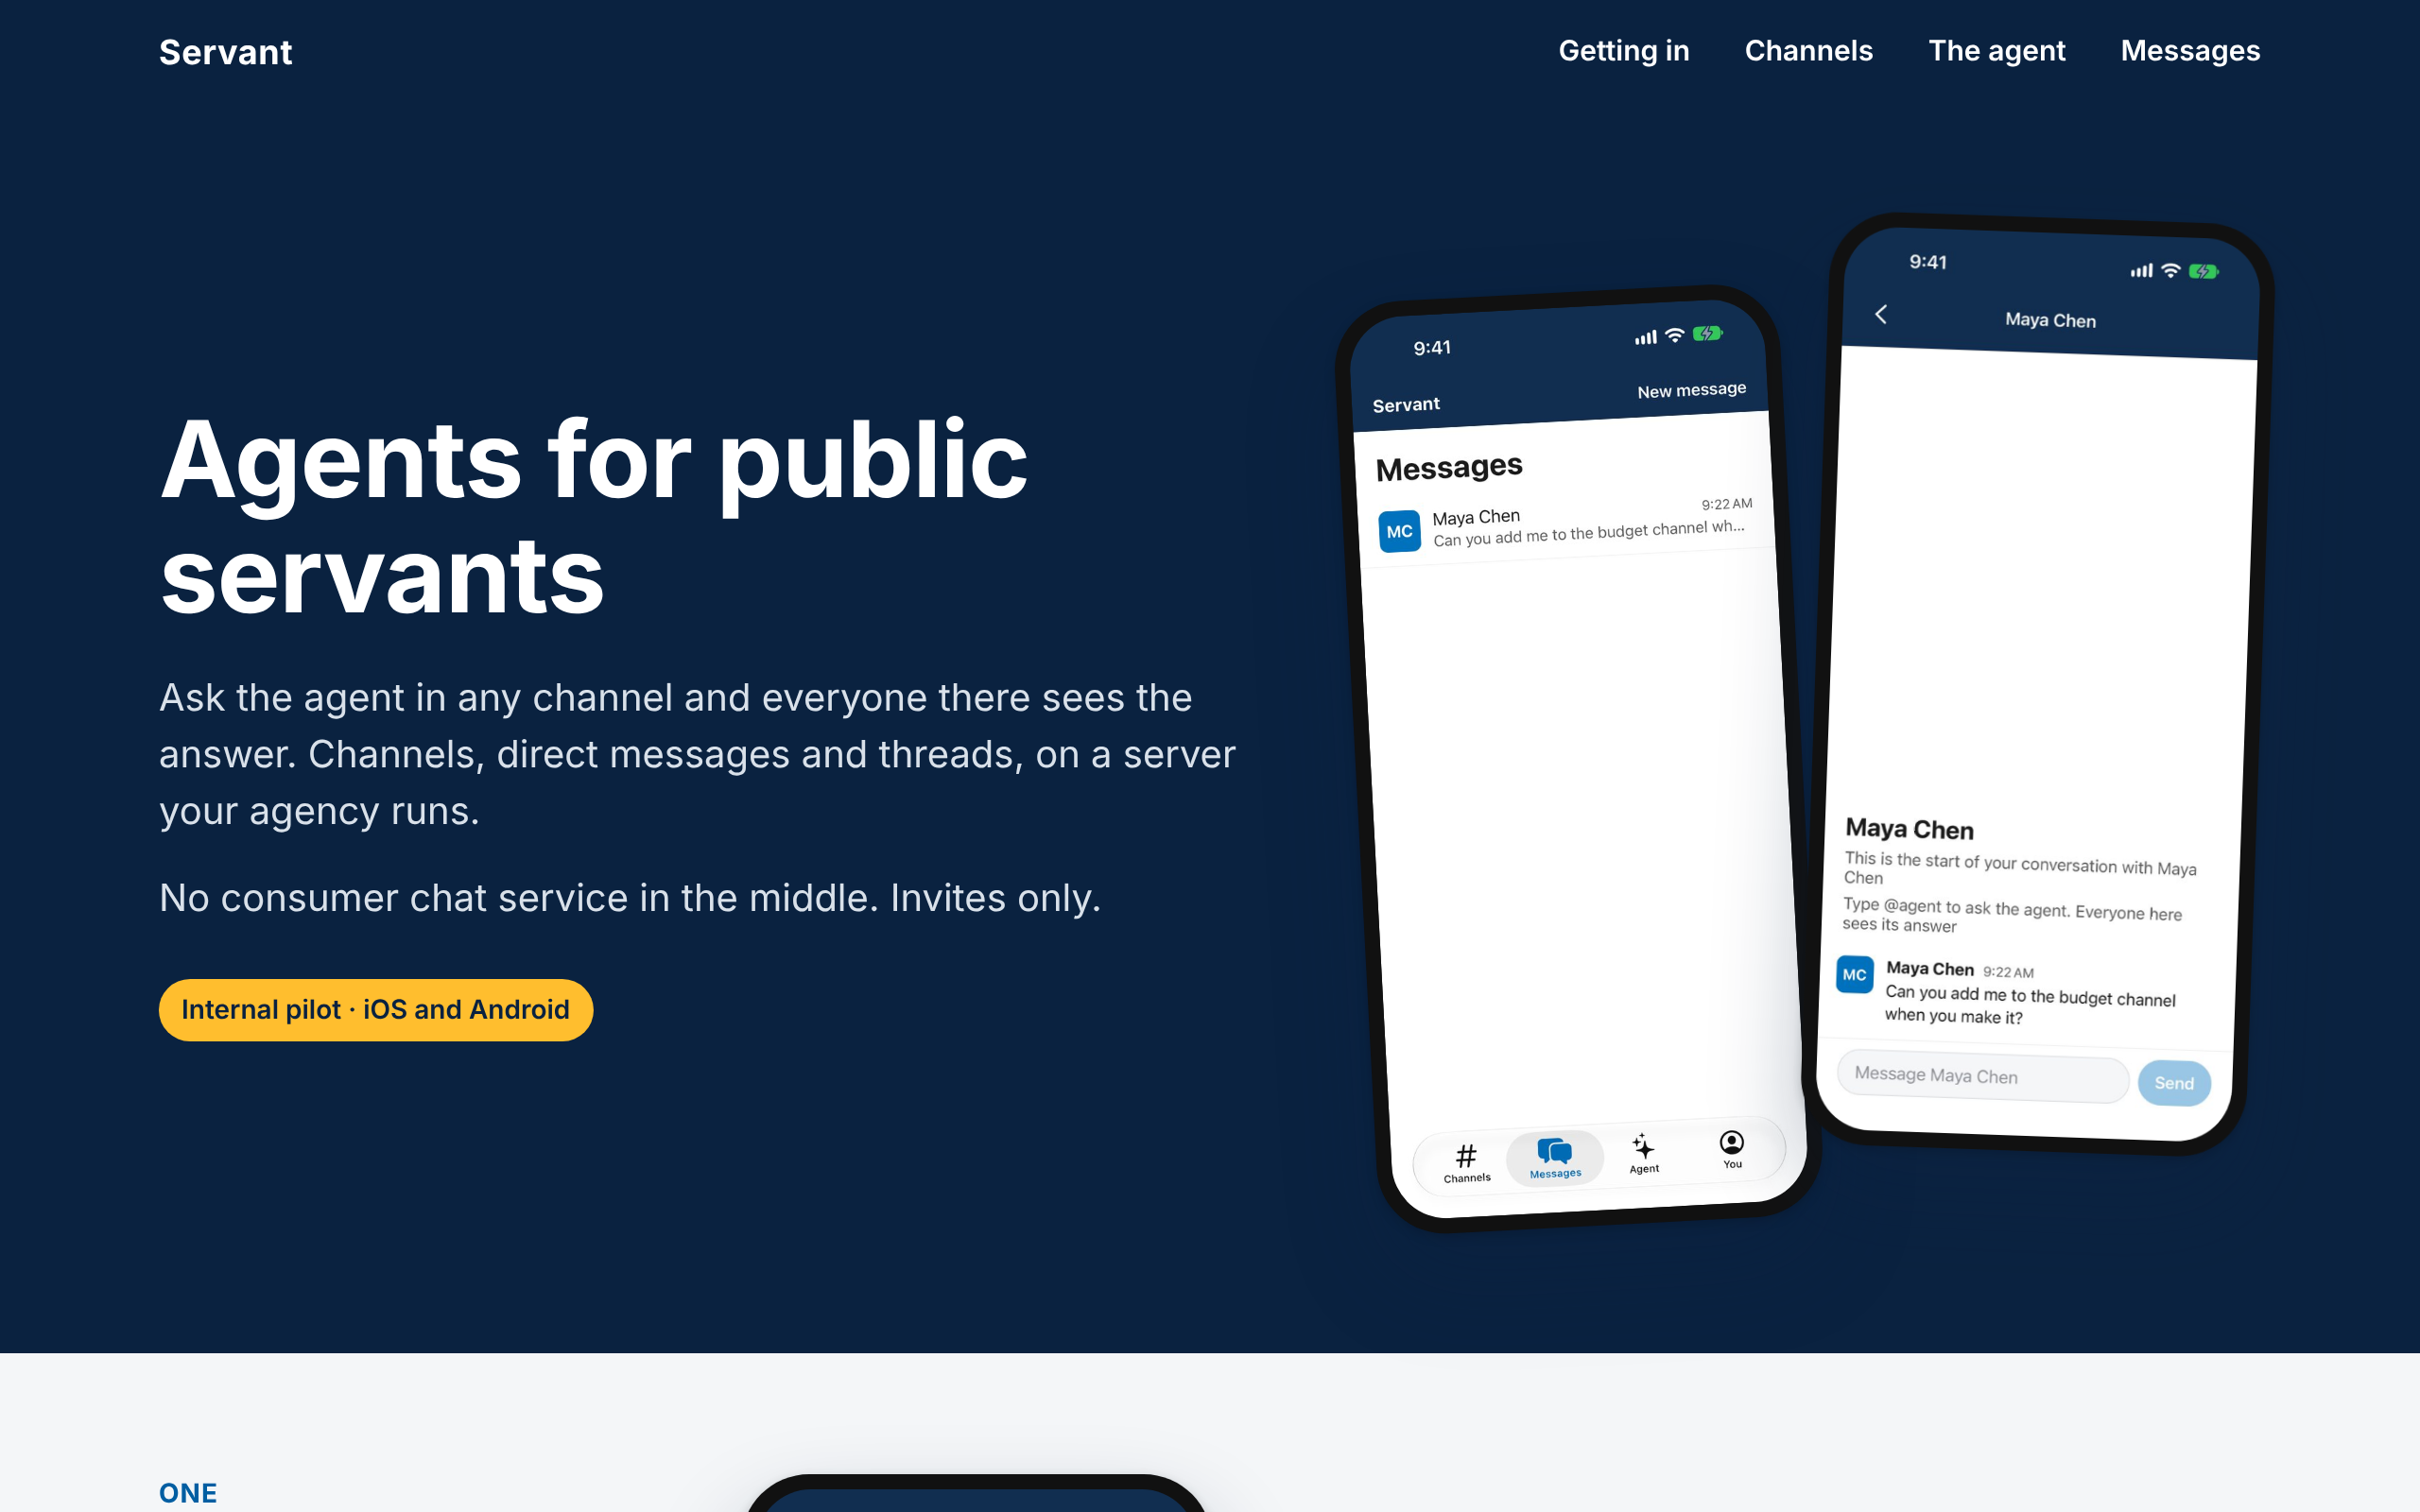 Servant
Getting in
Channels
The agent
Messages
Agents for public
servants
Ask the agent in any channel and everyone there sees the
answer. Channels, direct messages and threads, on a server
your agency runs.
No consumer chat service in the middle. Invites only.
Internal pilot · iOS and Android
9:41
Servant
New message
Messages
MC
Maya Chen
9:22 AM
Can you add me to the budget channel wh...
Channels
Messages
Agent
You
9:41
Maya Chen
Maya Chen
This is the start of your conversation with Maya
Chen
Type @agent to ask the agent. Everyone here
sees its answer
MC
Maya Chen 9:22 AM
Can you add me to the budget channel
when you make it?
Message Maya Chen
Send
ONE